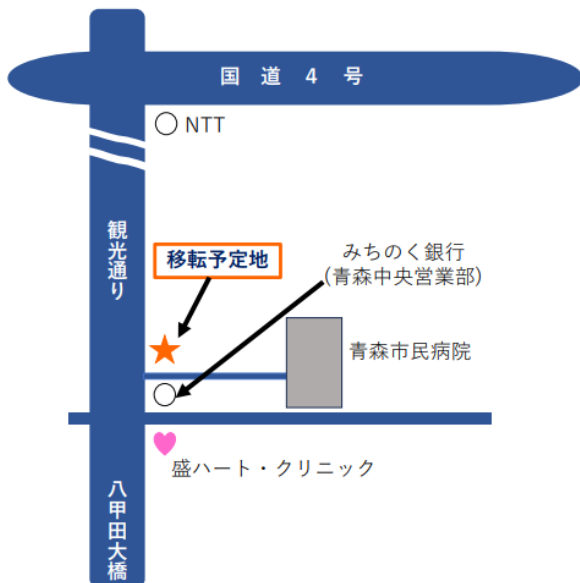 国道4号
NTT
観光通り
移転予定地
みちのく銀行
(青森中央営業部)
青森市民病院
盛ハート・クリニック
八甲田大橋